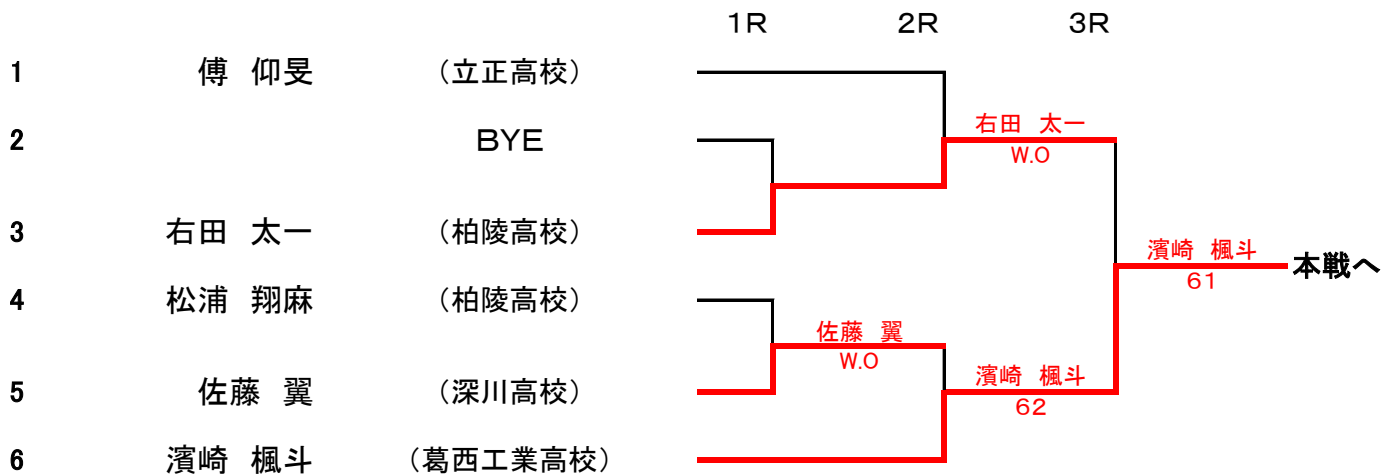 １R ２R ３R
1 傅 仰旻 （立正高校）
右田 太一
2 BYE
W.O
3 右田 太一 （柏陵高校）
濱崎 楓斗
本戦へ
61
4 松浦 翔麻 （柏陵高校）
佐藤 翼
W.O
濱崎 楓斗
5 佐藤 翼 （深川高校）
62
6 濱崎 楓斗 （葛西工業高校）